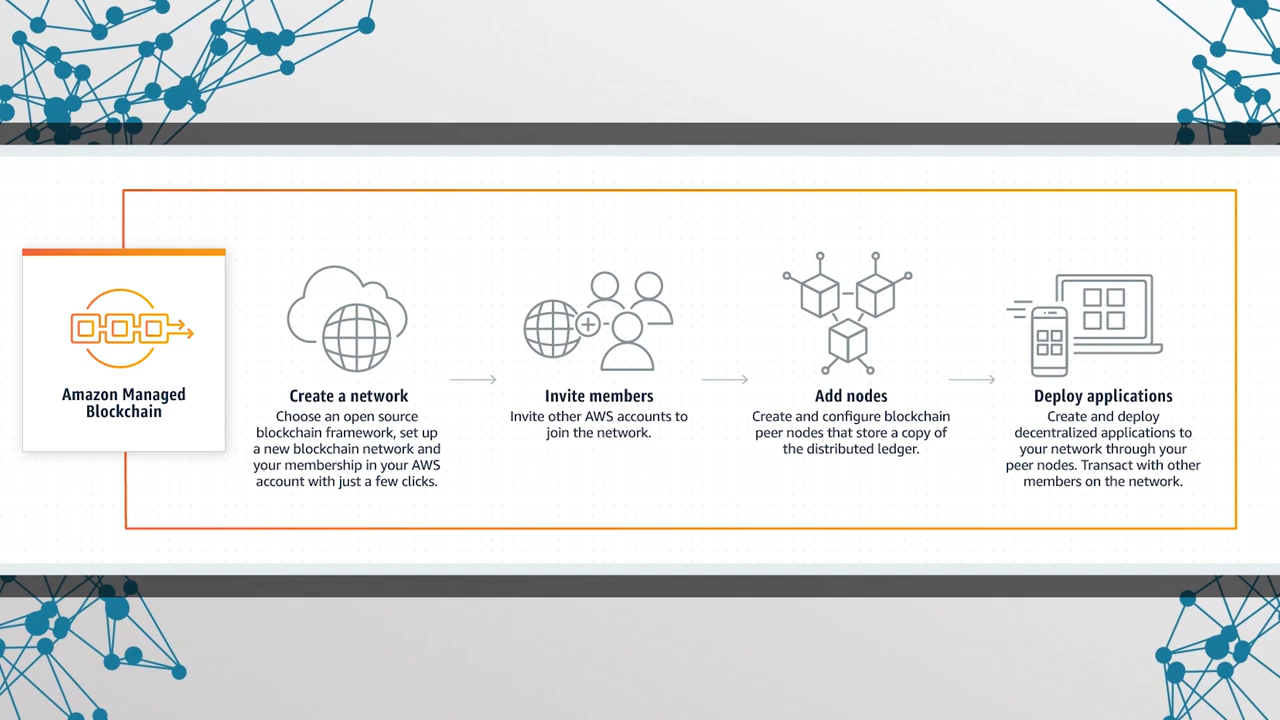 Amazon Managed
Blockchain
Create a network
Choose an open source
blockchain framework, set up
a new blockchain network and
your membership in your AWS
account with just a few clicks.
Invite members
Invite other AWS accounts to
join the network.
Add nodes
Create and configure blockchain
peer nodes that store a copy of
the distributed ledger.
Deploy applications
Create and deploy
decentralized applications to
your network through your
peer nodes. Transact with other
members on the network.